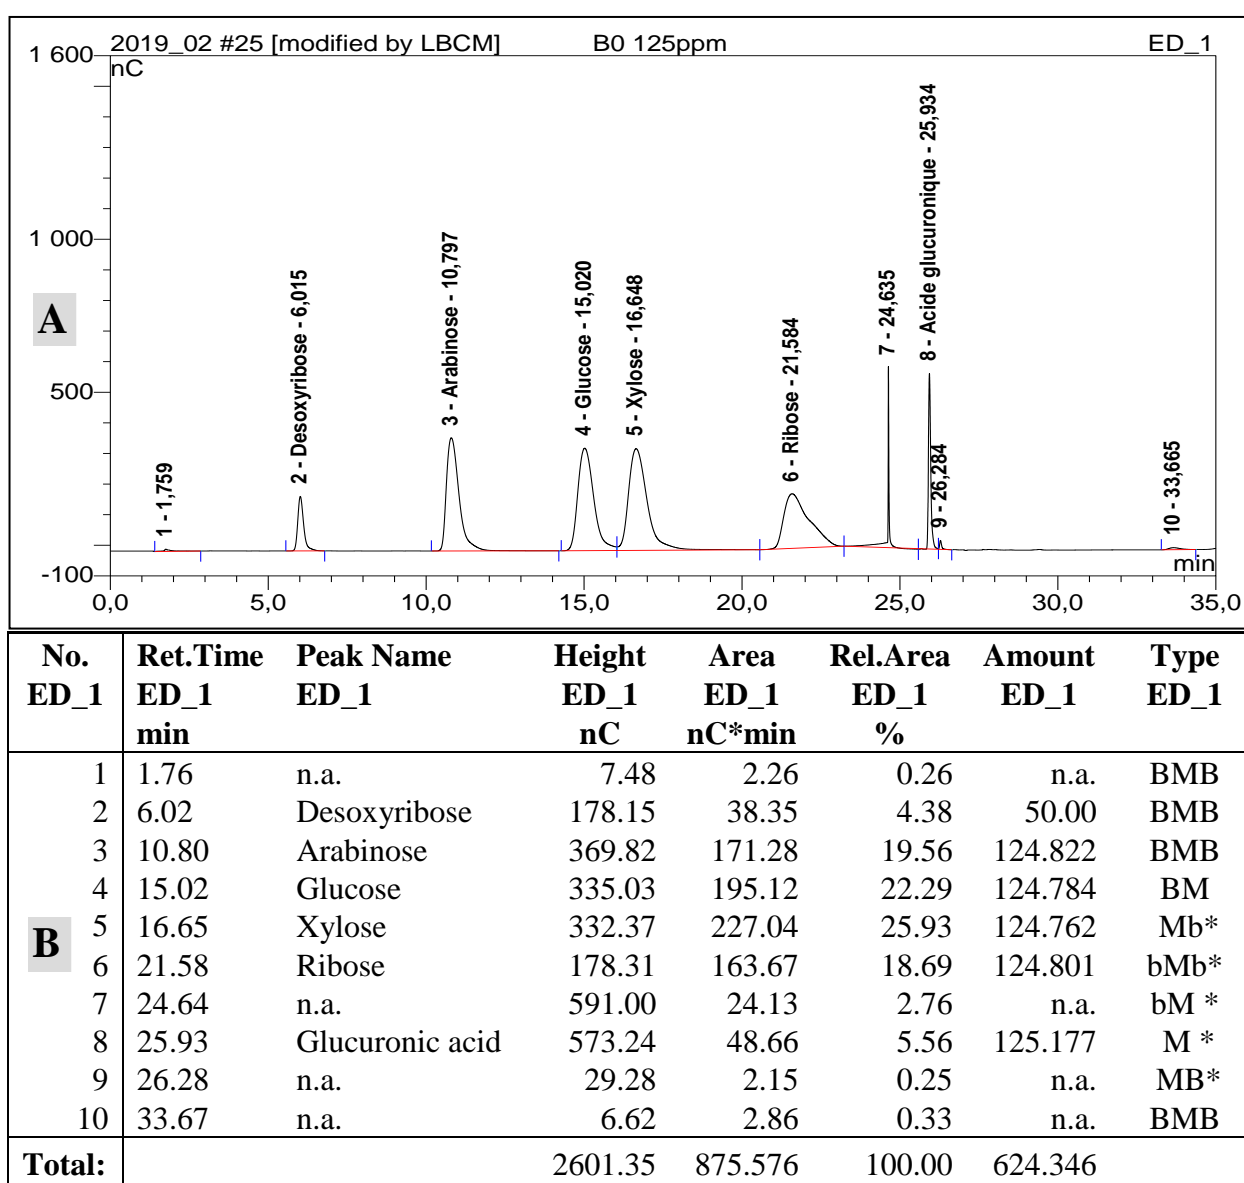 2019_02 #25 [modified by LBCM] B0 125ppm ED_1
1 600
nC
1 000
500
-100
A
1 - 1,759
2 - Desoxyribose - 6,015
3 - Arabinose - 10,797
4 - Glucose - 15,020
5 - Xylose - 16,648
6 - Ribose - 21,584
7 - 24,635
8 - Acide glucuronique - 25,934
9 - 26,284
10 - 33,665
min
0,0 5,0 10,0 15,0 20,0 25,0 30,0 35,0
No. Ret.Time Peak Name Height Area Rel.Area Amount Type
ED_1 ED_1 ED_1 ED_1 ED_1 ED_1 ED_1 ED_1
min nC nC*min %
1 1.76 n.a. 7.48 2.26 0.26 n.a. BMB
2 6.02 Desoxyribose 178.15 38.35 4.38 50.00 BMB
3 10.80 Arabinose 369.82 171.28 19.56 124.822 BMB
4 15.02 Glucose 335.03 195.12 22.29 124.784 BM
B
5 16.65 Xylose 332.37 227.04 25.93 124.762 Mb*
6 21.58 Ribose 178.31 163.67 18.69 124.801 bMb*
7 24.64 n.a. 591.00 24.13 2.76 n.a. bM *
8 25.93 Glucuronic acid 573.24 48.66 5.56 125.177 M *
9 26.28 n.a. 29.28 2.15 0.25 n.a. MB*
10 33.67 n.a. 6.62 2.86 0.33 n.a. BMB
Total: 2601.35 875.576 100.00 624.346